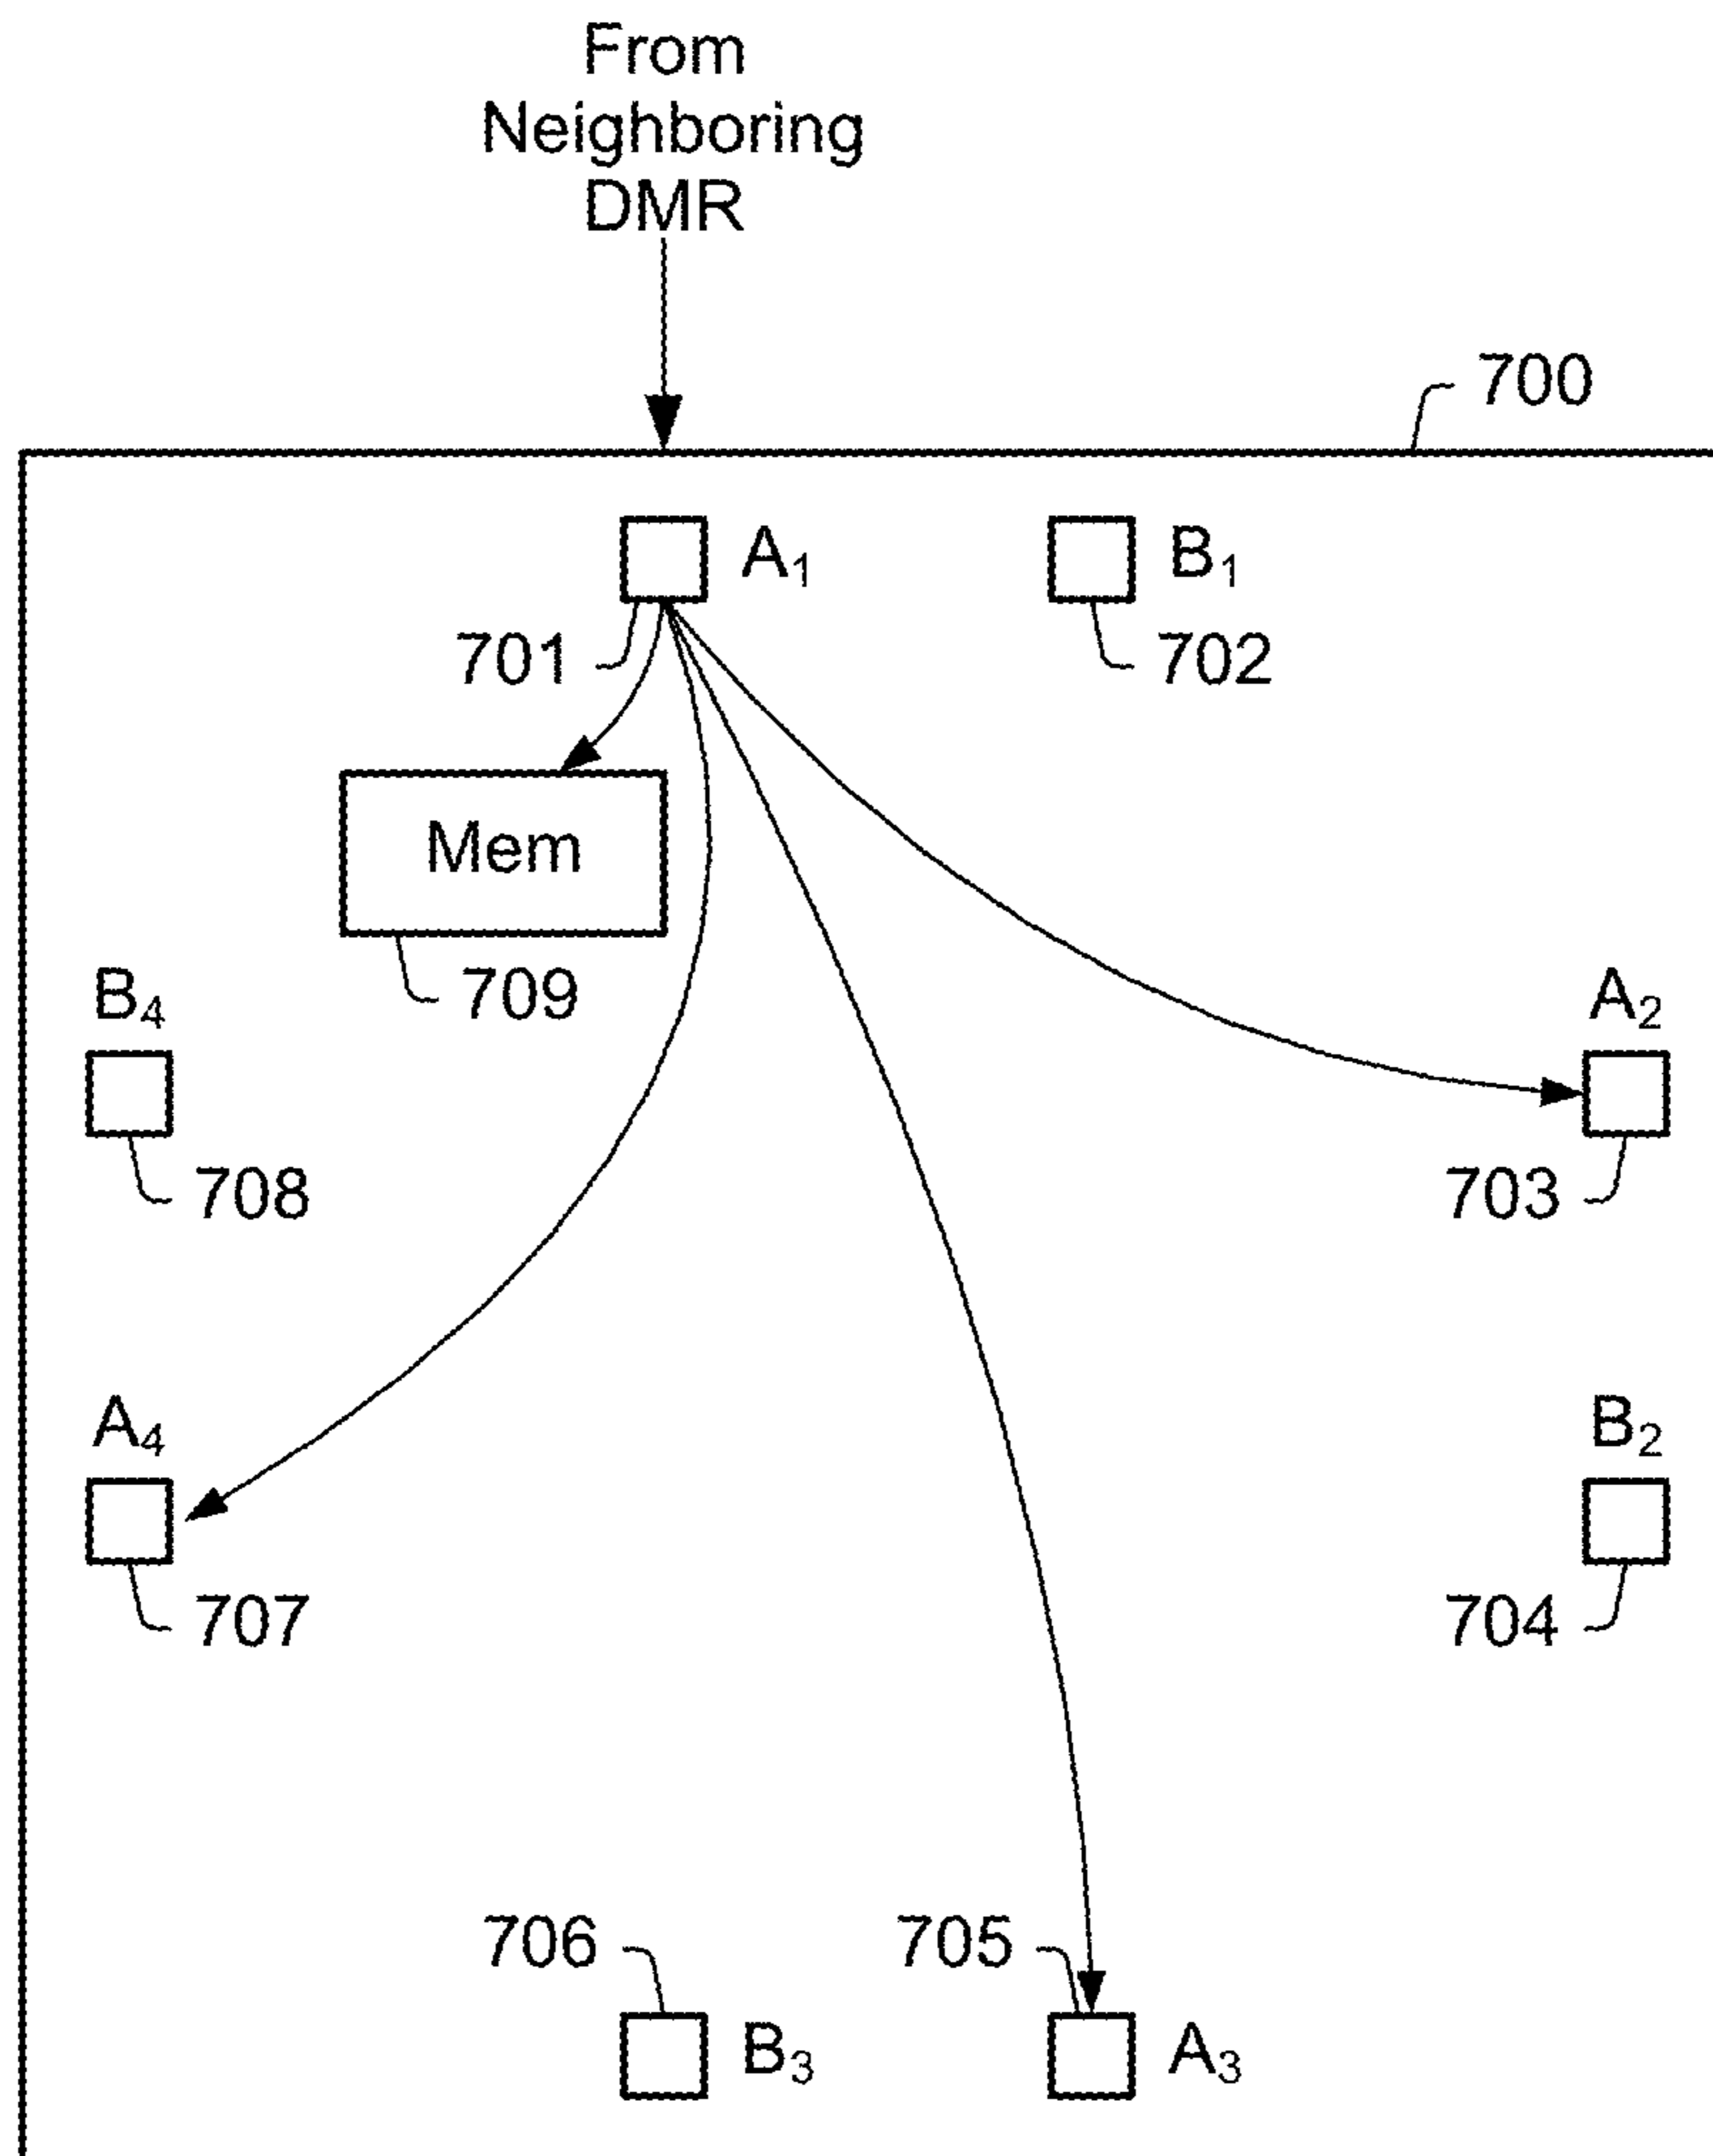 From
Neighboring
DMR
700
A₁
B₁
701
702
Mem
709
B₄
A₂
708
703
A₄
B₂
707
704
706
705
B₃
A₃